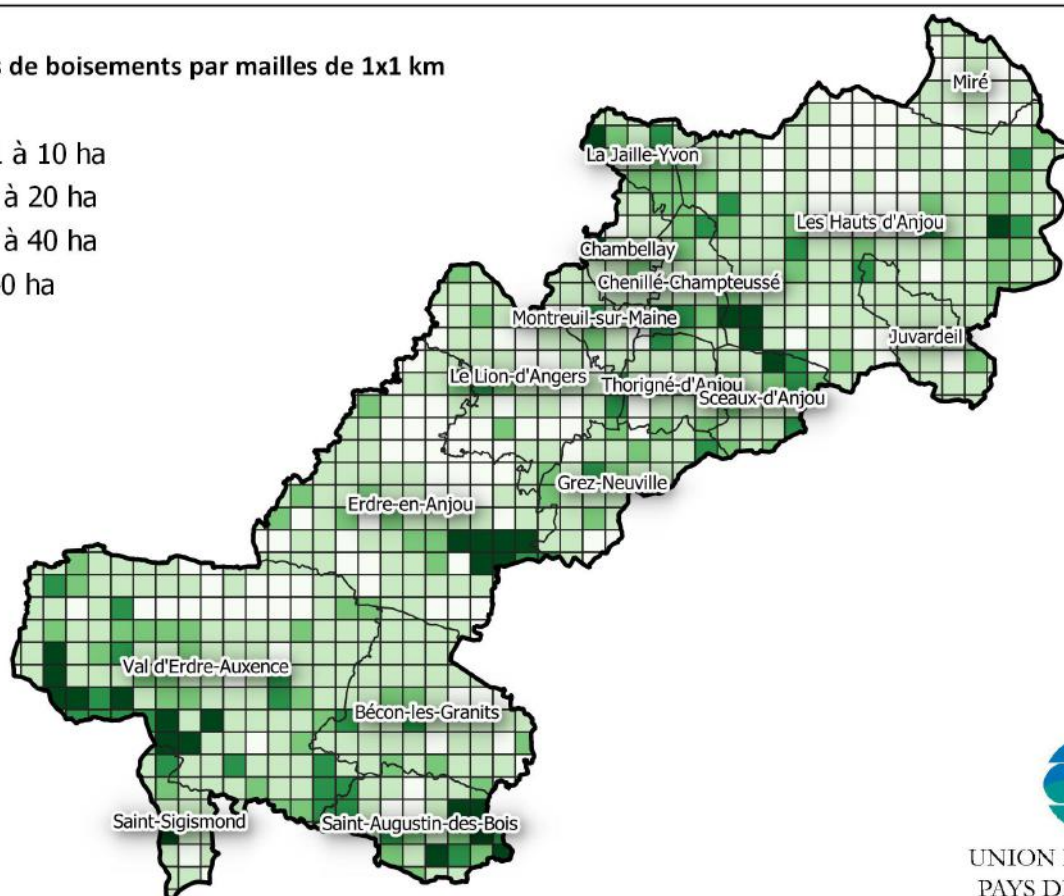 de boisements par mailles de 1x1 km
à 10 ha
à 20 ha
à 40 ha
0 ha
Miré
La Jaille-Yvon
Les Hauts d'Anjou
Chambellay
Chenillé-Champteussé
Montreuil-sur-Maine
Juvardeil
Le Lion-d'Angers
Thorigné-d'Anjou
Sceaux-d'Anjou
Grez-Neuville
Erdre-en-Anjou
Val d'Erdre-Auxence
Bécon-les-Granits
Saint-Sigismond
Saint-Augustin-des-Bois
UNION
PAYS D